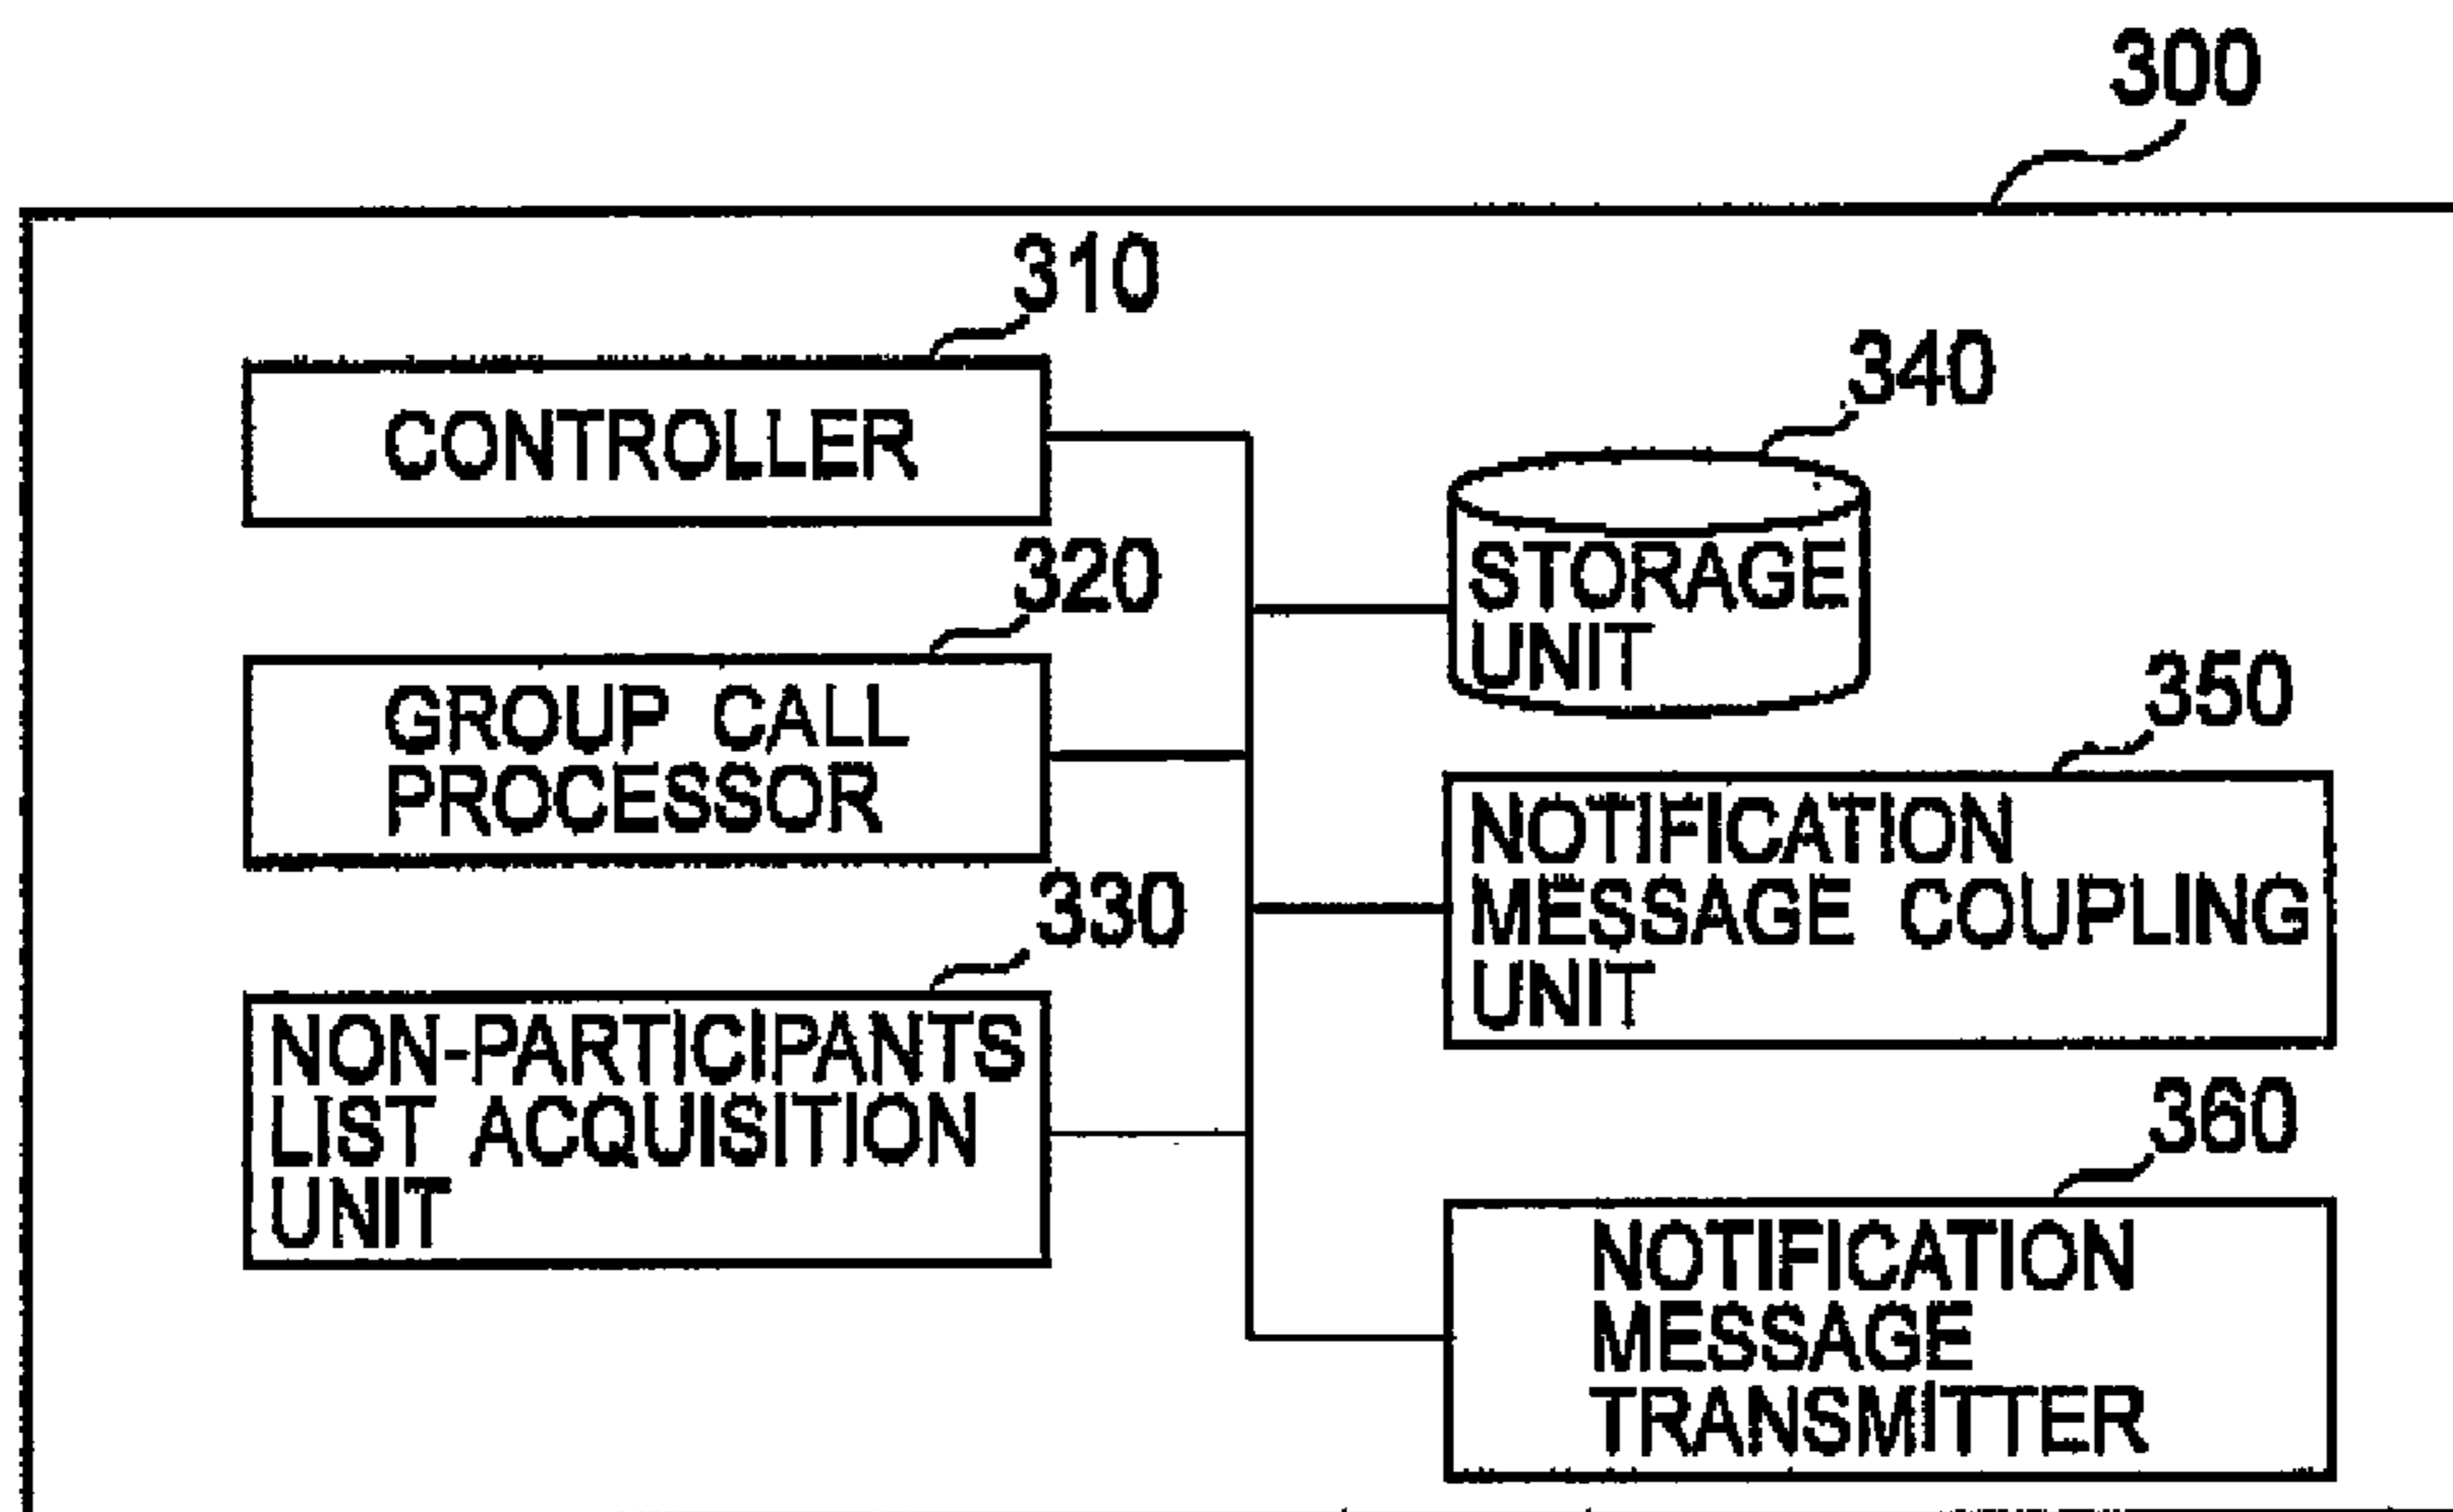 300
310
CONTROLLER
320
GROUP CALL
PROCESSOR
330
NON-PARTICIPANTS
LIST ACQUISITION
UNIT
340
STORAGE
UNIT
350
NOTIFICATION
MESSAGE COUPLING
UNIT
360
NOTIFICATION
MESSAGE
TRANSMITTER